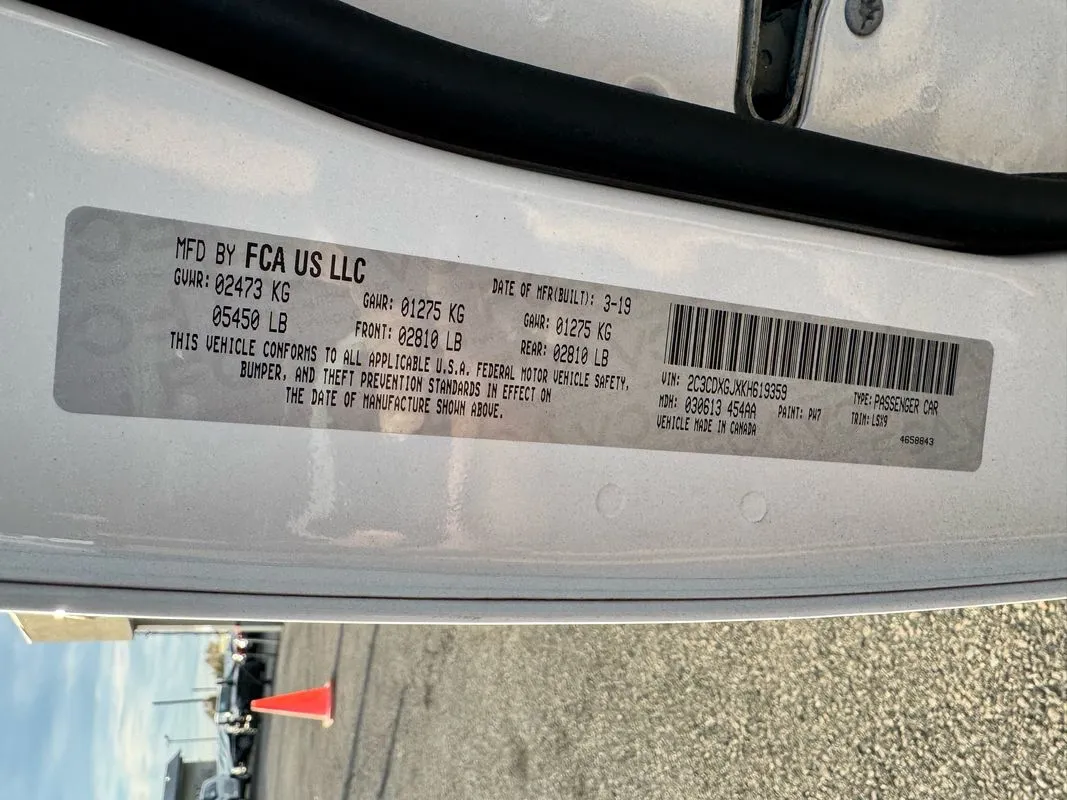 MFD BY FCA US LLC
DATE OF MFR(BUILT): 3-19
GVWR: 02473 KG
GAWR: 01275 KG
GAWR: 01275 KG
05450 LB
FRONT: 02810 LB
REAR: 02810 LB
THIS VEHICLE CONFORMS TO ALL APPLICABLE U.S.A. FEDERAL MOTOR VEHICLE SAFETY,
BUMPER, AND THEFT PREVENTION STANDARDS IN EFFECT ON
THE DATE OF MANUFACTURE SHOWN ABOVE.
VIN: 2C3CDXGJXKH619359
TYPE: PASSENGER CAR
MDH: 030613 454AA
PAINT: PW7
TRIM: LSX9
VEHICLE MADE IN CANADA
4658843